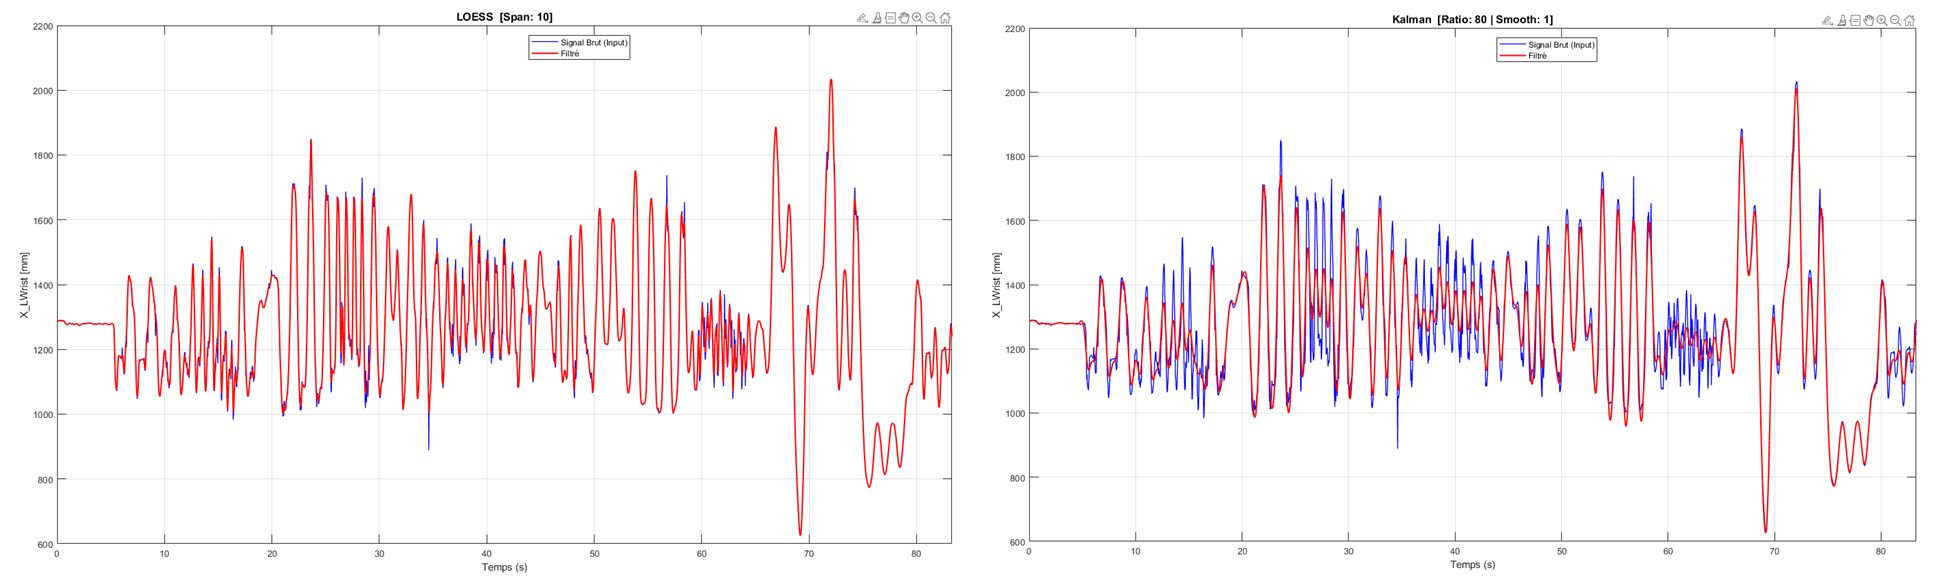 LOESS  [Span: 10]
Signal Brut (Input)
Filtré
X_LWrist [mm]
2200
2000
1800
1600
1400
1200
1000
800
600
0 10 20 30 40 50 60 70 80
Temps (s)
Kalman  [Ratio: 80 | Smooth: 1]
Signal Brut (Input)
Filtré
X_LWrist [mm]
2200
2000
1800
1600
1400
1200
1000
800
600
0 10 20 30 40 50 60 70 80
Temps (s)